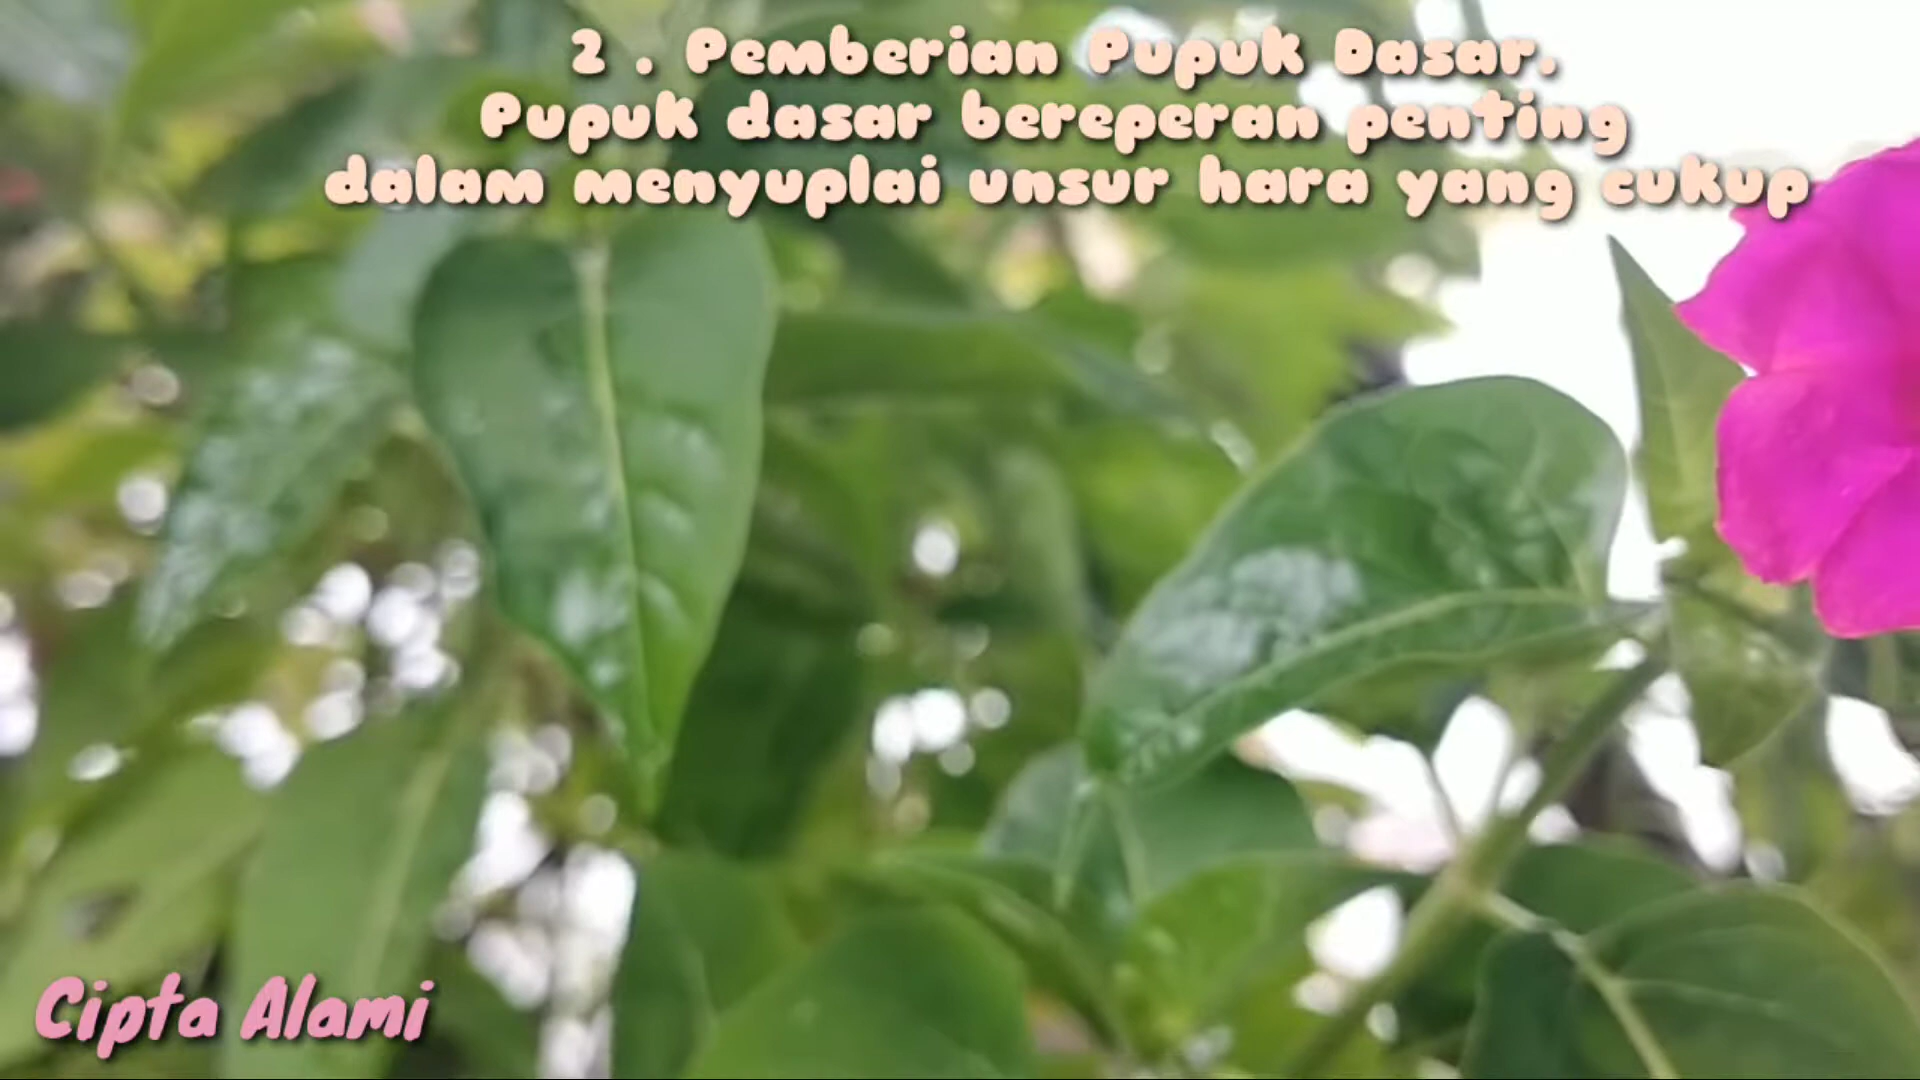 2 . Pemberian Pupuk Dasar.
Pupuk dasar bereperan penting
dalam menyuplai unsur hara yang cukup
Cipta Alami